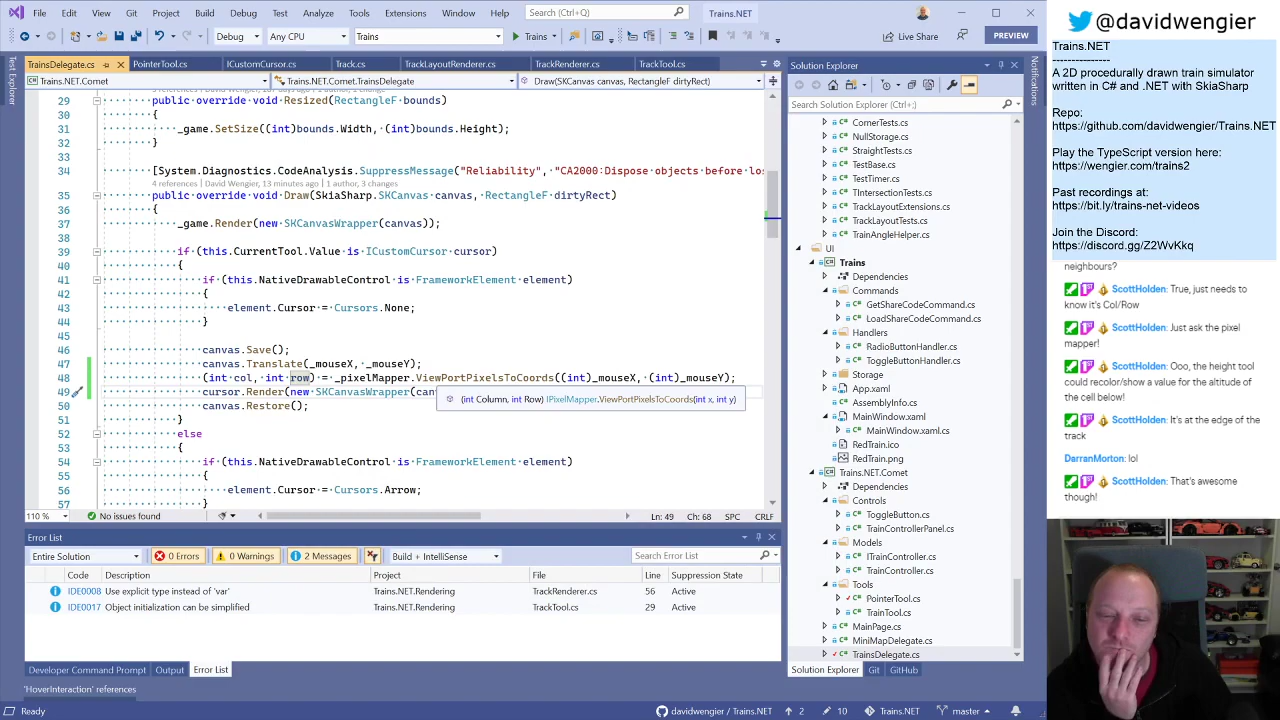 File Edit View Git Project Build Debug Test Analyze Tools Extensions Window Help Search (Ctrl+Q) Trains.NET
Debug Any CPU Trains Trains Live Share PREVIEW
TrainsDelegate.cs PointerTool.cs ICustomCursor.cs Track.cs TrackLayoutRenderer.cs TrackRenderer.cs TrackTool.cs
Trains.NET.Comet Trains.NET.Comet.TrainsDelegate Draw(SKCanvas canvas, RectangleF dirtyRect)
Test Explorer
29 public override void Resized(RectangleF bounds)
30 {
31 _game.SetSize((int)bounds.Width, (int)bounds.Height);
32 }
33
34 [System.Diagnostics.CodeAnalysis.SuppressMessage("Reliability", "CA2000:Dispose objects before los
4 references | David Wengier, 13 minutes ago | 1 author, 3 changes
35 public override void Draw(SkiaSharp.SKCanvas canvas, RectangleF dirtyRect)
36 {
37 _game.Render(new SKCanvasWrapper(canvas));
38
39 if (this.CurrentTool.Value is ICustomCursor cursor)
40 {
41 if (this.NativeDrawableControl is FrameworkElement element)
42 {
43 element.Cursor = Cursors.None;
44 }
45
46 canvas.Save();
47 canvas.Translate(_mouseX, _mouseY);
48 (int col, int row) = _pixelMapper.ViewPortPixelsToCoords((int)_mouseX, (int)_mouseY);
49 cursor.Render(new SKCanvasWrapper(can
(int Column, int Row) IPixelMapper.ViewPortPixelsToCoords(int x, int y)
50 canvas.Restore();
51 }
52 else
53 {
54 if (this.NativeDrawableControl is FrameworkElement element)
55 {
56 element.Cursor = Cursors.Arrow;
57 }
110 % No issues found Ln: 49 Ch: 68 SPC CRLF
Error List
Entire Solution 0 Errors 0 Warnings 2 Messages Build + IntelliSense Search Error List
Code Description Project File Line Suppression State
IDE0008 Use explicit type instead of 'var' Trains.NET.Rendering TrackRenderer.cs 56 Active
IDE0017 Object initialization can be simplified Trains.NET.Rendering TrackTool.cs 29 Active
Developer Command Prompt Output Error List
'HoverInteraction' references
Ready davidwengier/Trains.NET 2 10 Trains.NET master
Solution Explorer
Search Solution Explorer (Ctrl+;)
CornerTests.cs
NullStorage.cs
StraightTests.cs
TestBase.cs
TestTimer.cs
TIntersectionTests.cs
TrackLayoutExtensions.cs
TrackLayoutTests.cs
TrainAngleHelper.cs
UI
Trains
Dependencies
Commands
GetShareCodeCommand.cs
LoadShareCodeCommand.cs
Handlers
RadioButtonHandler.cs
ToggleButtonHandler.cs
Storage
App.xaml
AssemblyInfo.cs
MainWindow.xaml
MainWindow.xaml.cs
RedTrain.ico
RedTrain.png
Trains.NET.Comet
Dependencies
Controls
ToggleButton.cs
TrainControllerPanel.cs
Models
ITrainController.cs
TrainController.cs
Tools
PointerTool.cs
TrainTool.cs
MainPage.cs
MiniMapDelegate.cs
TrainsDelegate.cs
Solution Explorer Git GitHub
Notifications
@davidwengier
Trains.NET
-------------
A 2D procedurally drawn train simulator
written in C# and .NET with SkiaSharp
Repo:
https://github.com/davidwengier/Trains.NET
Play the TypeScript version here:
https://wengier.com/trains2
Past recordings at:
https://bit.ly/trains-net-videos
Join the Discord:
https://discord.gg/Z2WvKkq
neighbours?
ScottHolden: True, just needs to
know it's Col/Row
ScottHolden: Just ask the pixel
mapper!
ScottHolden: Ooo, the height tool
could recolor/show a value for the altitude of
the cell below!
ScottHolden: It's at the edge of the
track
DarranMorton: lol
ScottHolden: That's awesome
though!